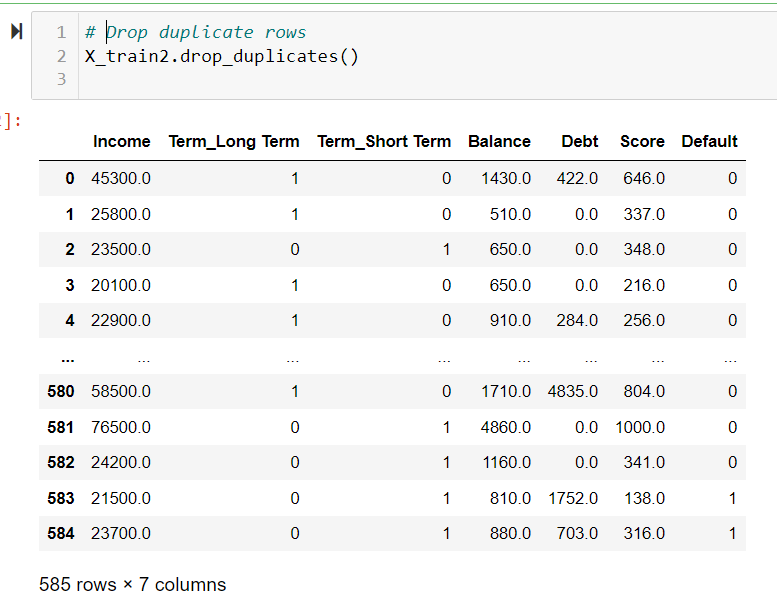 1 # Drop duplicate rows
2 X_train2.drop_duplicates()
3
]:
Income Term_Long Term Term_Short Term Balance Debt Score Default
0 45300.0 1 0 1430.0 422.0 646.0 0
1 25800.0 1 0 510.0 0.0 337.0 0
2 23500.0 0 1 650.0 0.0 348.0 0
3 20100.0 1 0 650.0 0.0 216.0 0
4 22900.0 1 0 910.0 284.0 256.0 0
... ... ... ... ... ... ... ...
580 58500.0 1 0 1710.0 4835.0 804.0 0
581 76500.0 0 1 4860.0 0.0 1000.0 0
582 24200.0 0 1 1160.0 0.0 341.0 0
583 21500.0 0 1 810.0 1752.0 138.0 1
584 23700.0 0 1 880.0 703.0 316.0 1
585 rows × 7 columns